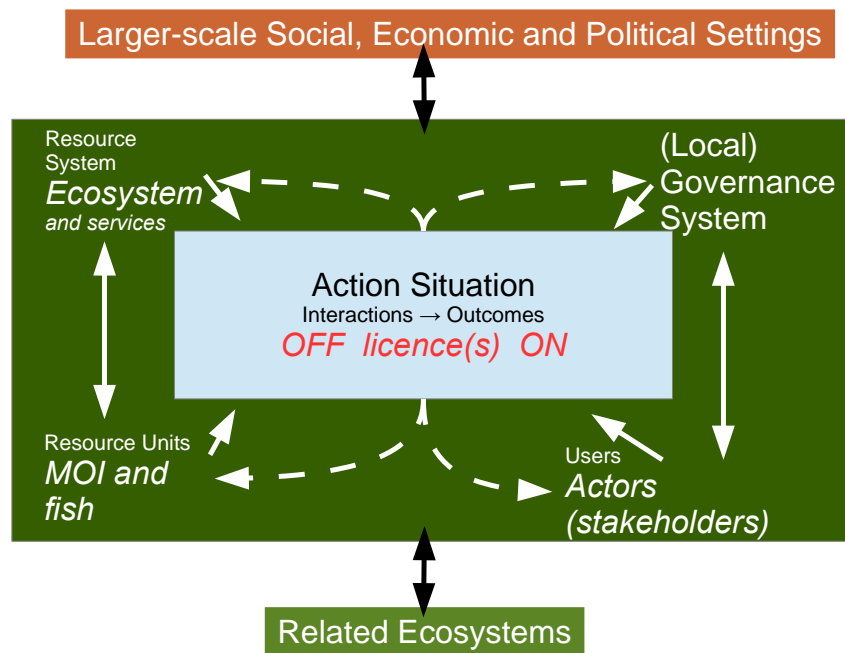 Larger-scale Social, Economic and Political Settings
Resource
System
Ecosystem
and services
(Local)
Governance
System
Action Situation
Interactions → Outcomes
OFF licence(s) ON
Resource Units
MOI and
fish
Users
Actors
(stakeholders)
Related Ecosystems